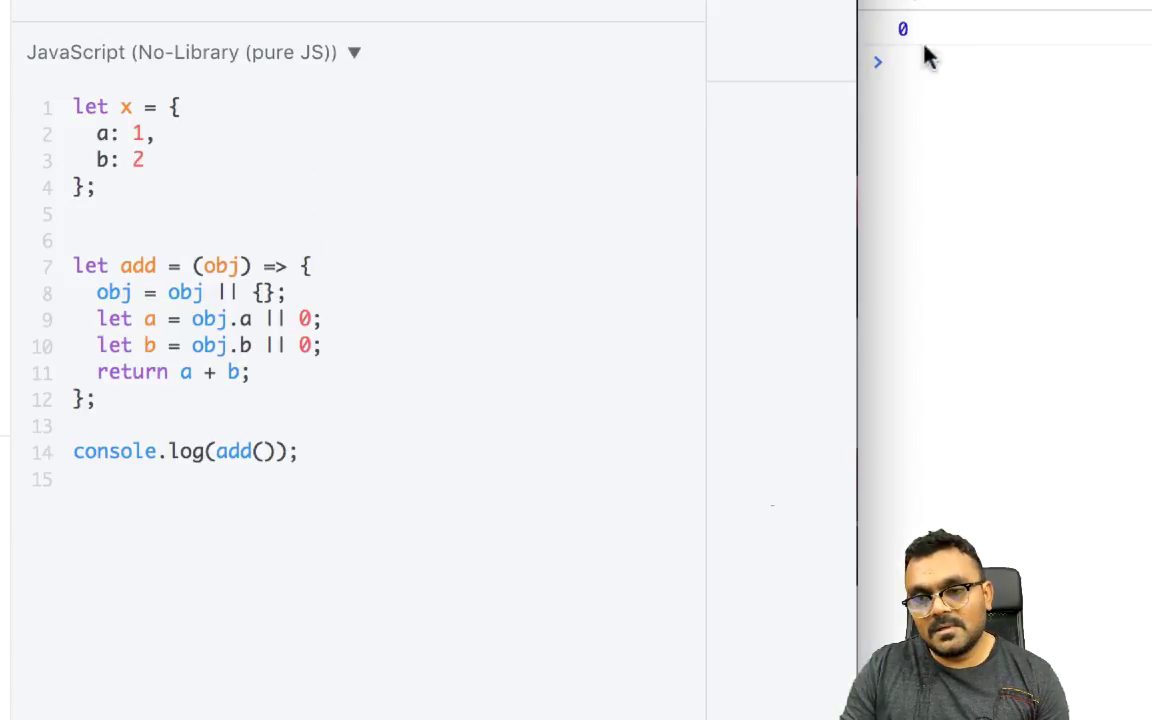 JavaScript (No-Library (pure JS)) ▼
1 let x = {
2   a: 1,
3   b: 2
4 };
5
6
7 let add = (obj) => {
8   obj = obj || {};
9   let a = obj.a || 0;
10   let b = obj.b || 0;
11   return a + b;
12 };
13
14 console.log(add());
15
0
>